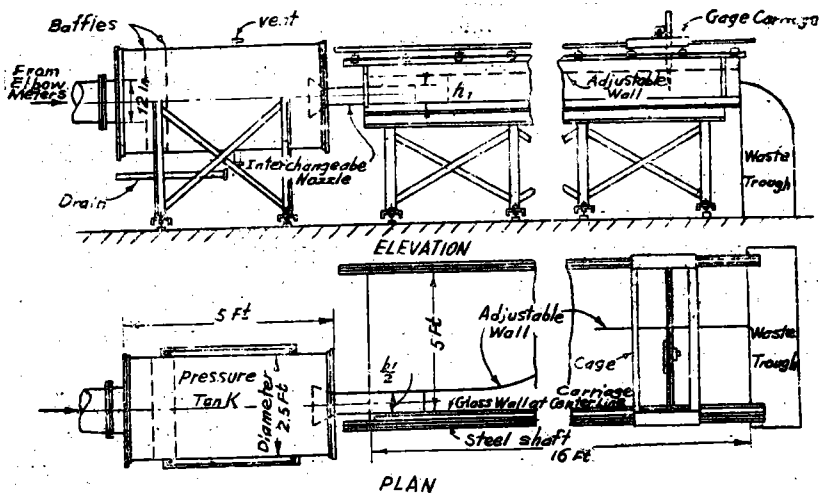 Baffles
vent
Gage Carriage
From
Elbow
Meters
12 In.
h1
Adjustable
Wall
Interchangeabe
Nozzle
Drain
Waste
Trough
ELEVATION
5 Ft
5 Ft
Adjustable
Wall
Waste
Trough
Cage
Carriage
Pressure
Tank
Diameter
2.5 Ft
h1/2
Glass Wall at Center Line
Steel shaft
16 Ft
PLAN